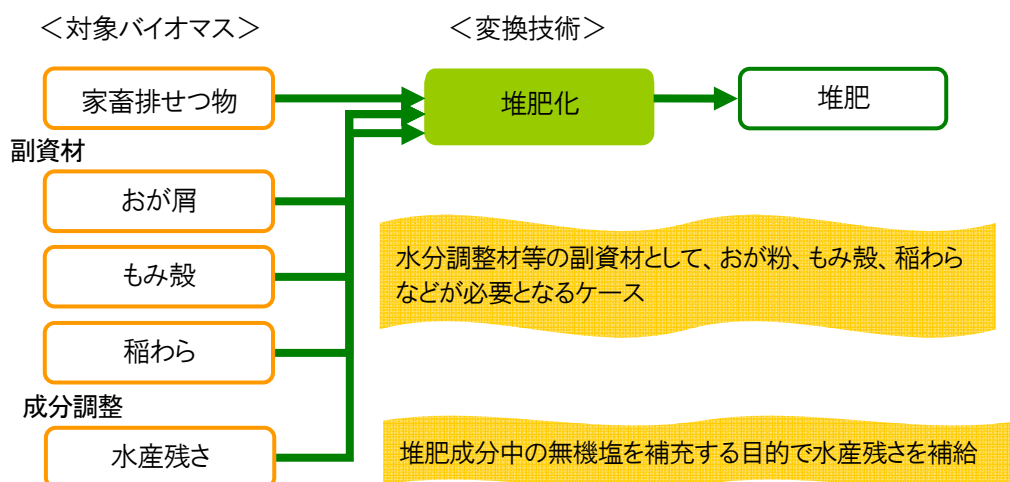 ＜対象バイオマス＞
＜変換技術＞
家畜排せつ物
堆肥化
堆肥
副資材
おが屑
もみ殻
稲わら
水分調整材等の副資材として、おが粉、もみ殻、稲わら
などが必要となるケース
成分調整
水産残さ
堆肥成分中の無機塩を補充する目的で水産残さを補給